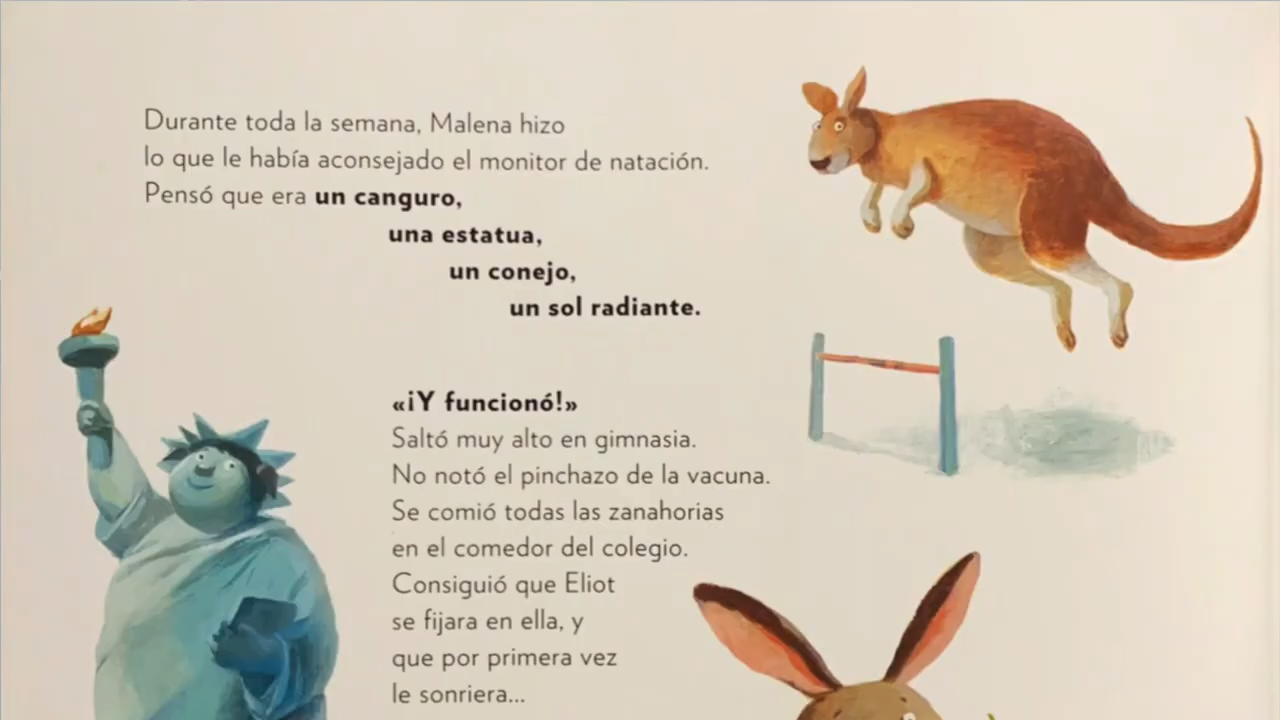 Durante toda la semana, Malena hizo
lo que le había aconsejado el monitor de natación.
Pensó que era un canguro,
una estatua,
un conejo,
un sol radiante.
«¡Y funcionó!»
Saltó muy alto en gimnasia.
No notó el pinchazo de la vacuna.
Se comió todas las zanahorias
en el comedor del colegio.
Consiguió que Eliot
se fijara en ella, y
que por primera vez
le sonriera...